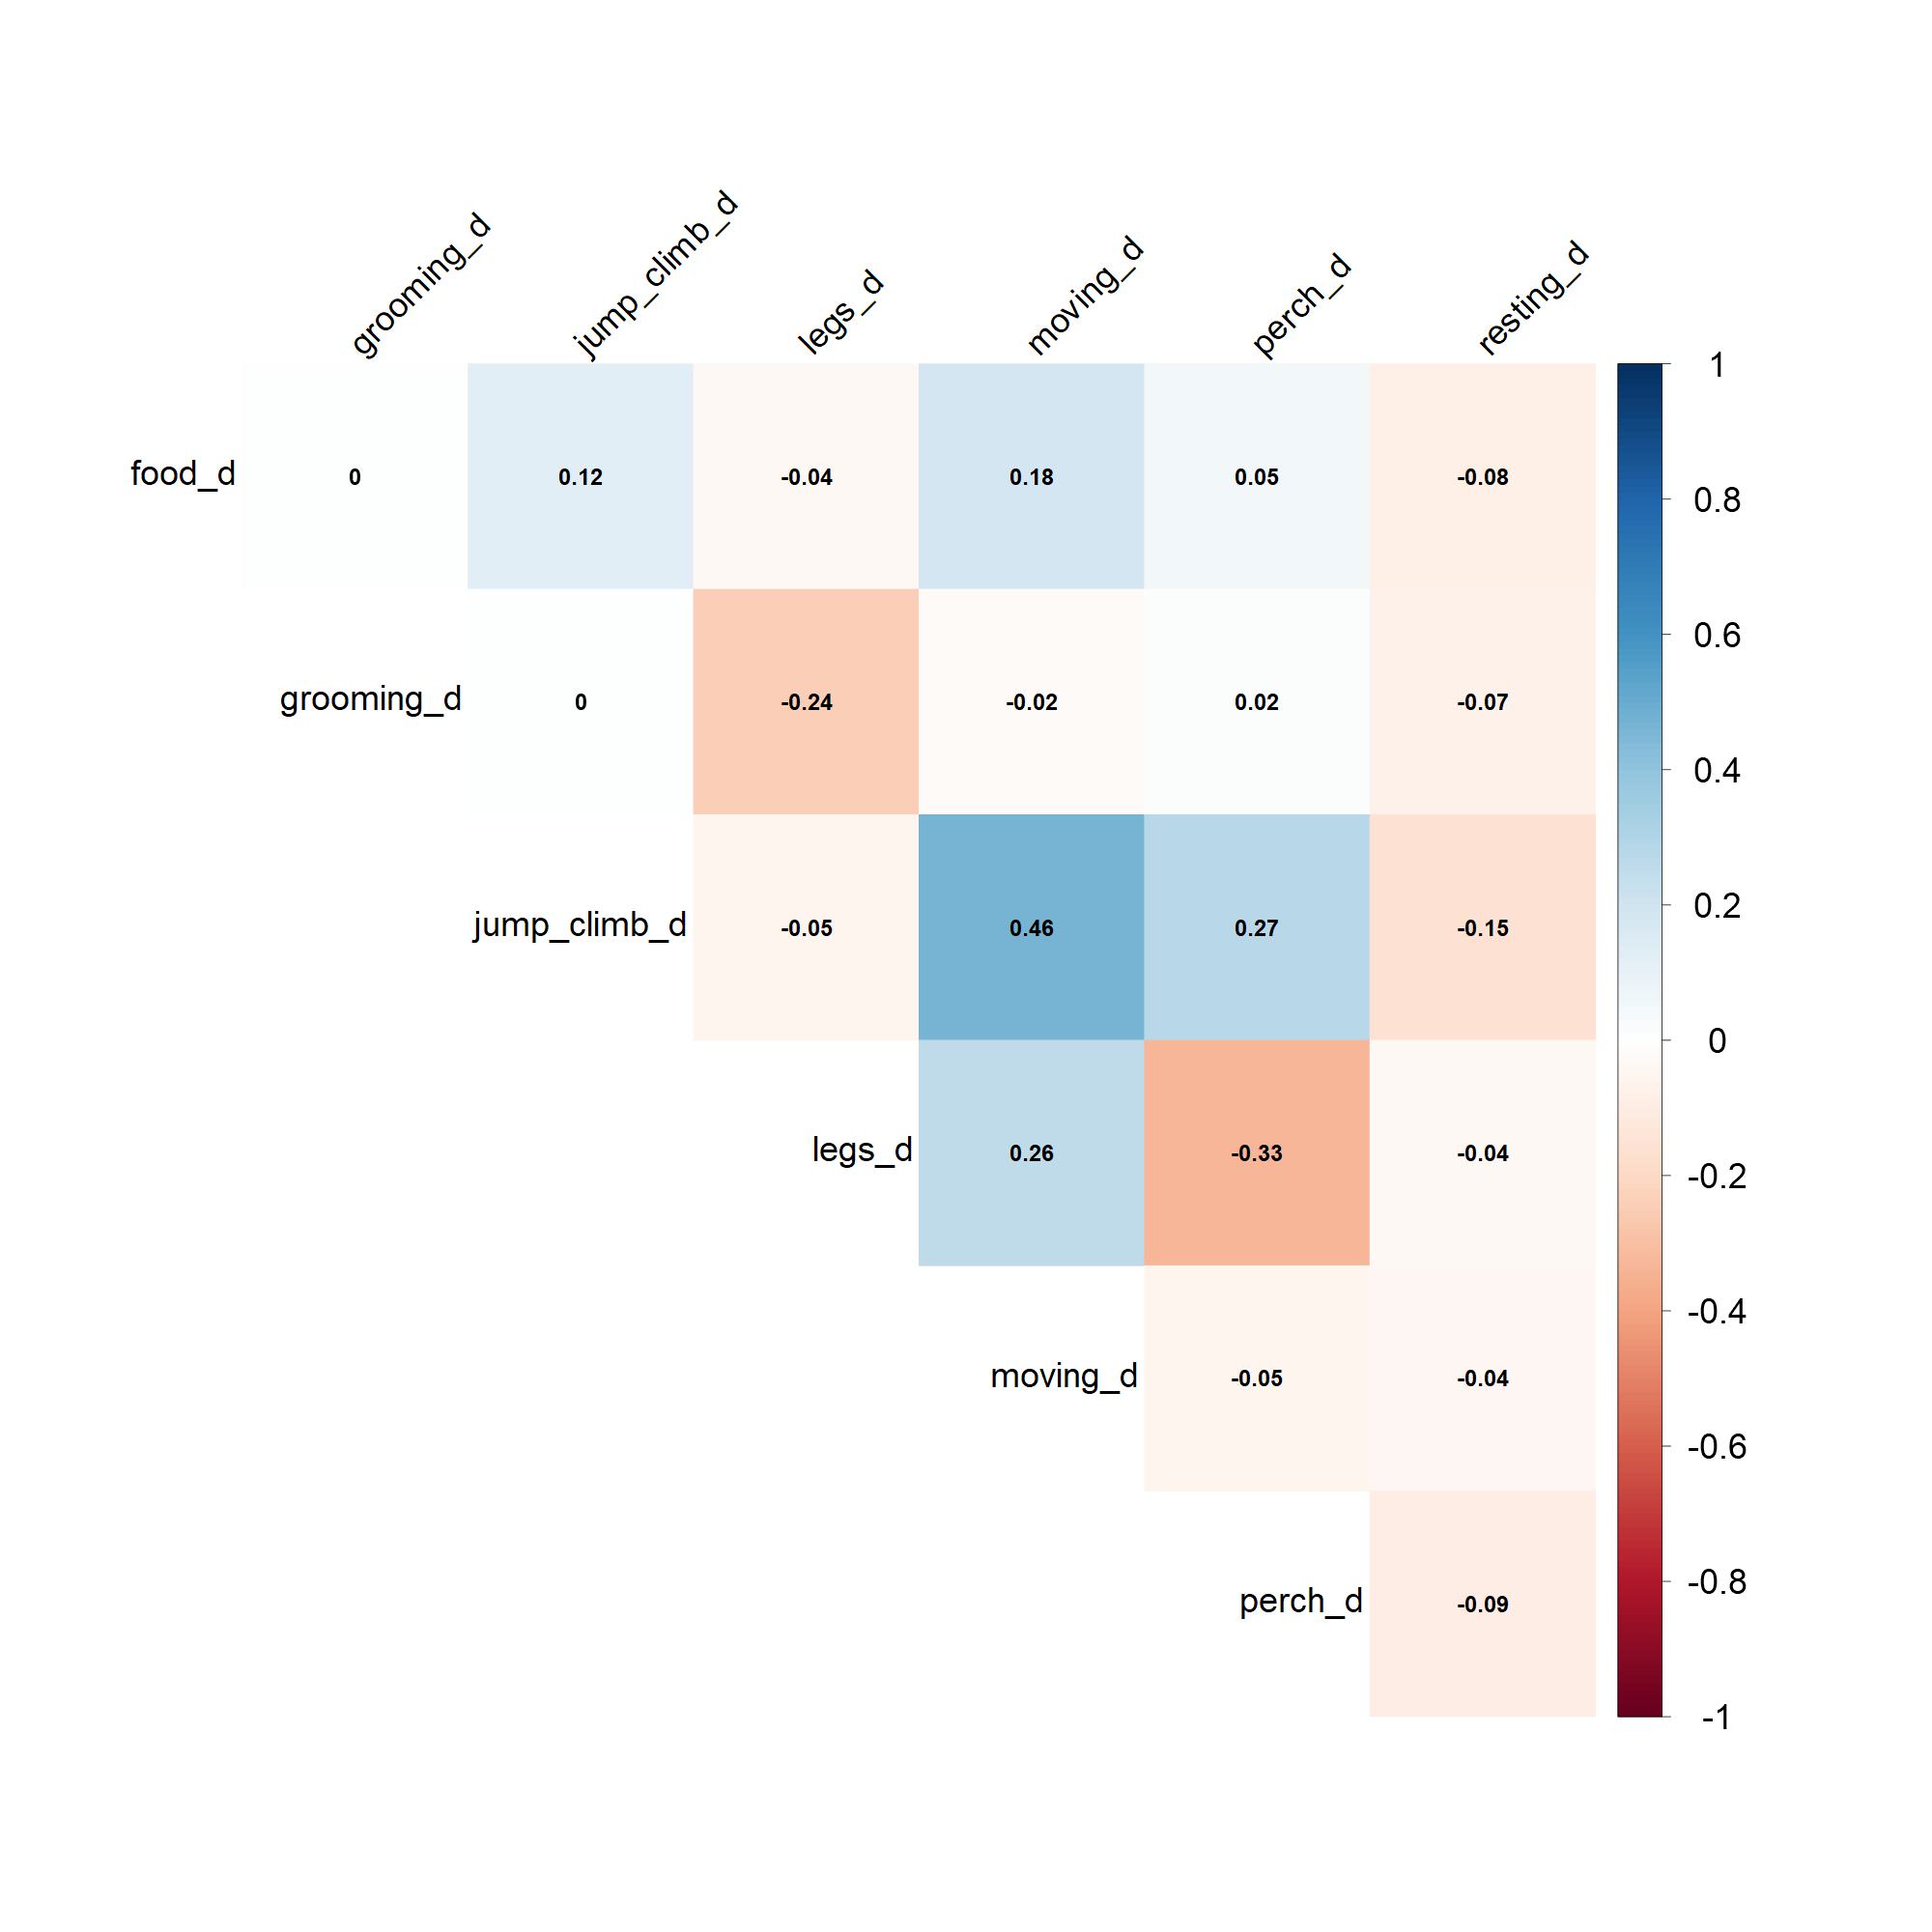 grooming_d jump_climb_d legs_d moving_d perch_d resting_d
food_d 0 0.12 -0.04 0.18 0.05 -0.08
grooming_d 0 -0.24 -0.02 0.02 -0.07
jump_climb_d -0.05 0.46 0.27 -0.15
legs_d 0.26 -0.33 -0.04
moving_d -0.05 -0.04
perch_d -0.09
1
0.8
0.6
0.4
0.2
0
-0.2
-0.4
-0.6
-0.8
-1